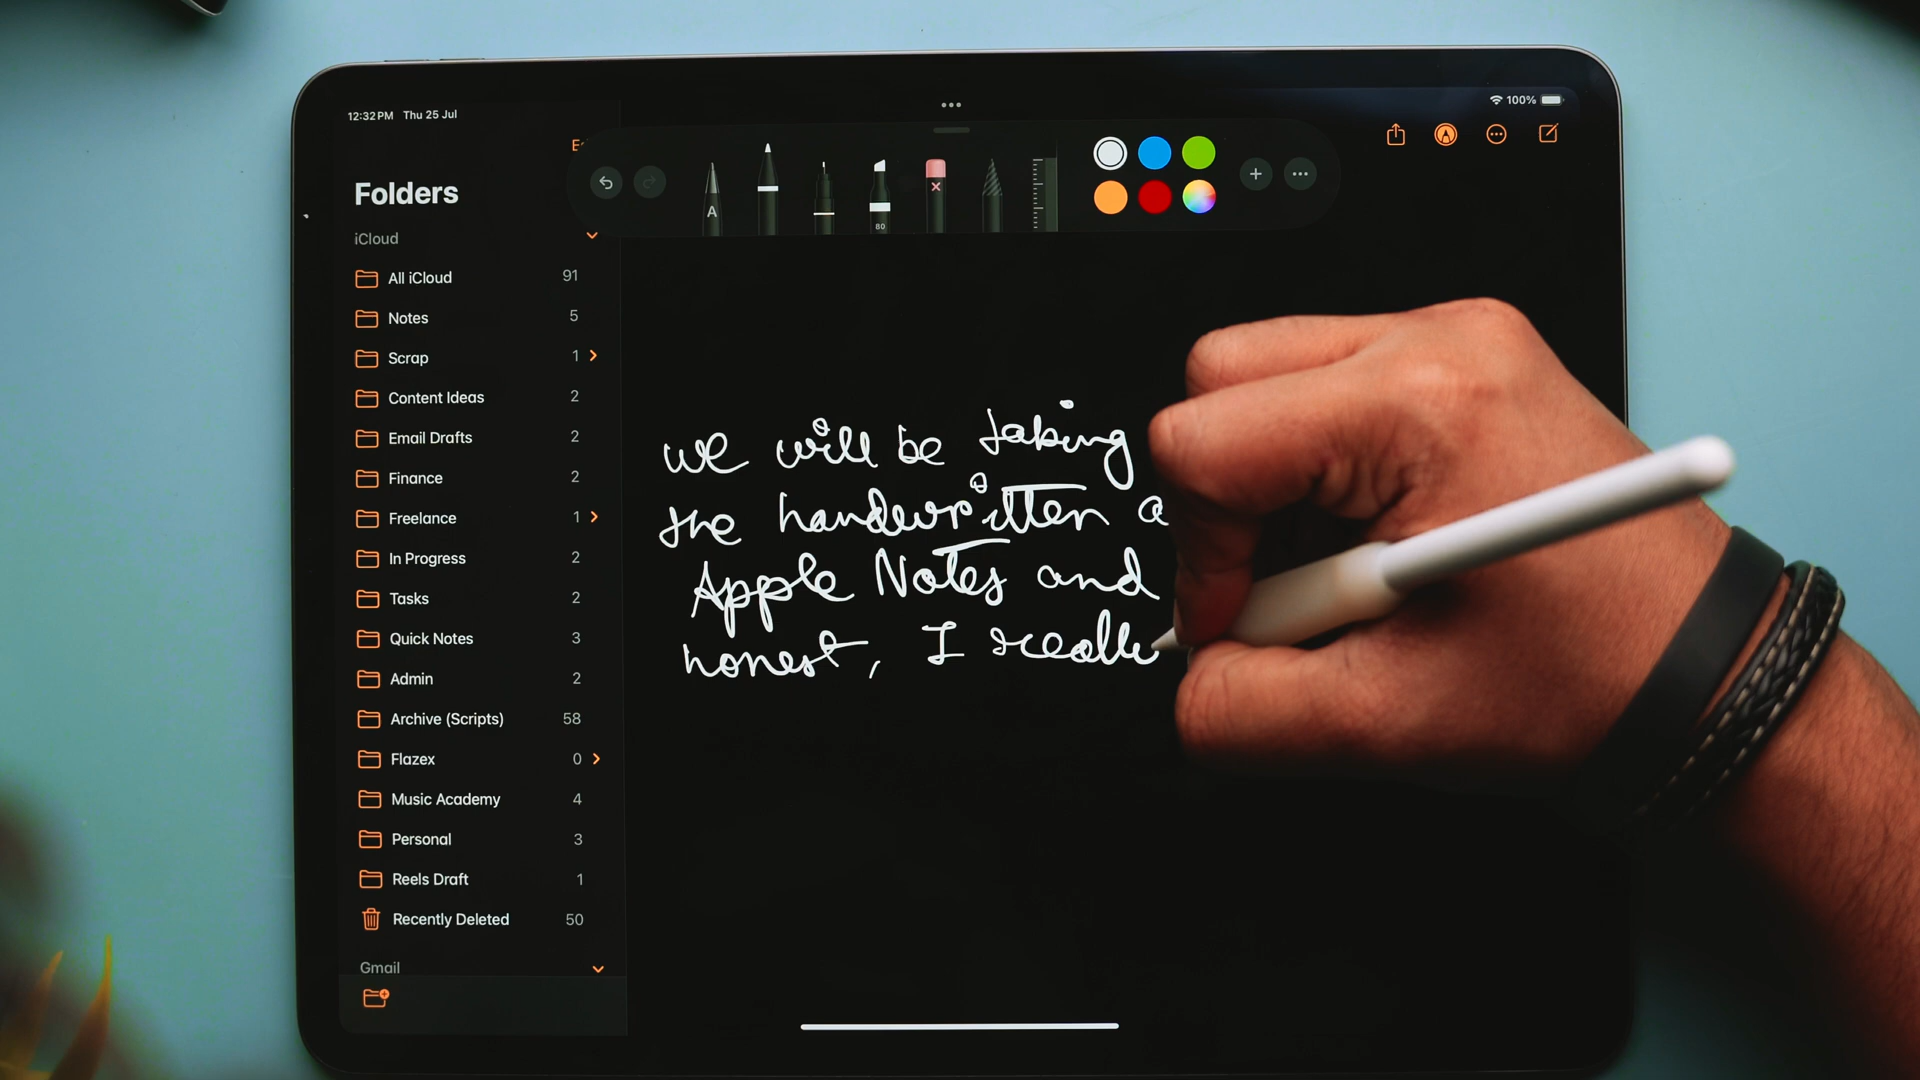 12:32 PM Thu 25 Jul
100%
Folders
iCloud
All iCloud 91
Notes 5
Scrap 1
Content Ideas 2
Email Drafts 2
Finance 2
Freelance 1
In Progress 2
Tasks 2
Quick Notes 3
Admin 2
Archive (Scripts) 58
Flazex 0
Music Academy 4
Personal 3
Reels Draft 1
Recently Deleted 50
Gmail
A
80
we will be taking
the handwritten a
Apple Notes and
honest, I really